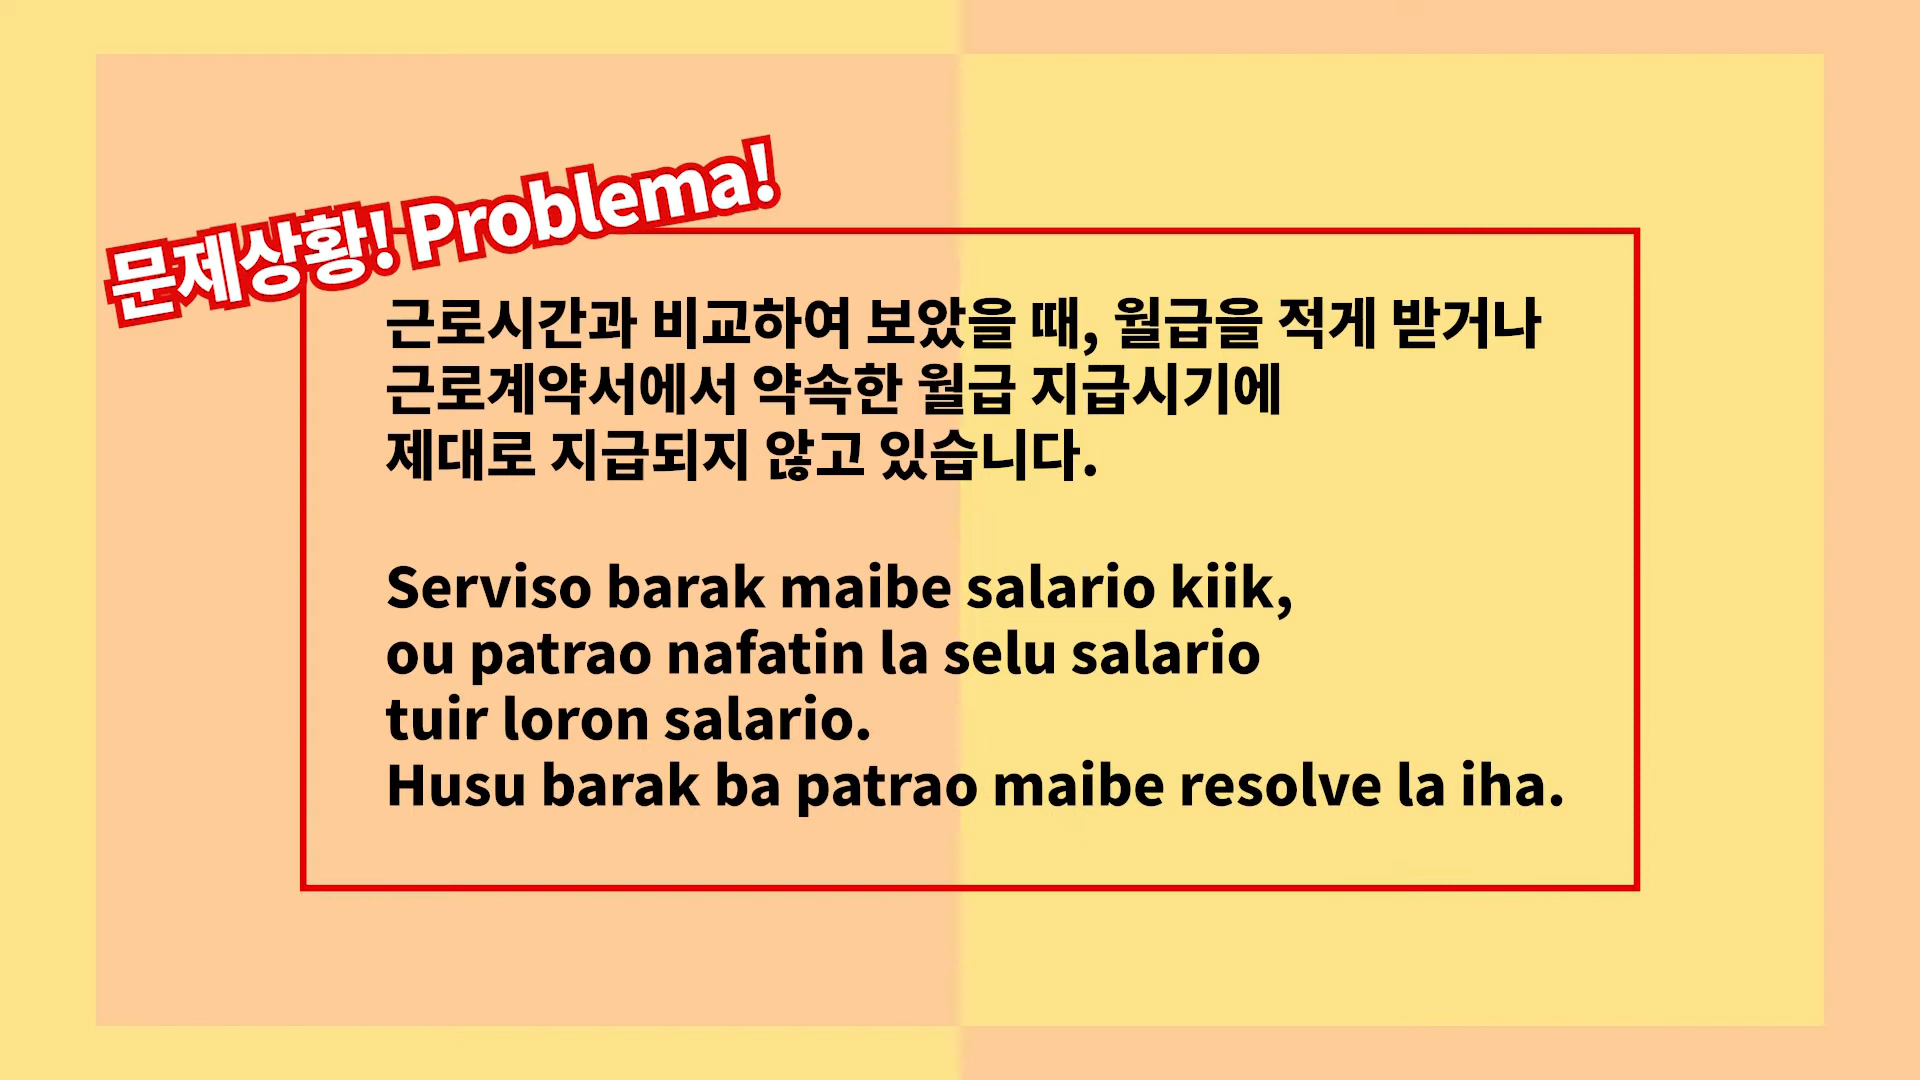 문제상황! Problema!
근로시간과 비교하여 보았을 때, 월급을 적게 받거나
근로계약서에서 약속한 월급 지급시기에
제대로 지급되지 않고 있습니다.
Serviso barak maibe salario kiik,
ou patrao nafatin la selu salario
tuir loron salario.
Husu barak ba patrao maibe resolve la iha.